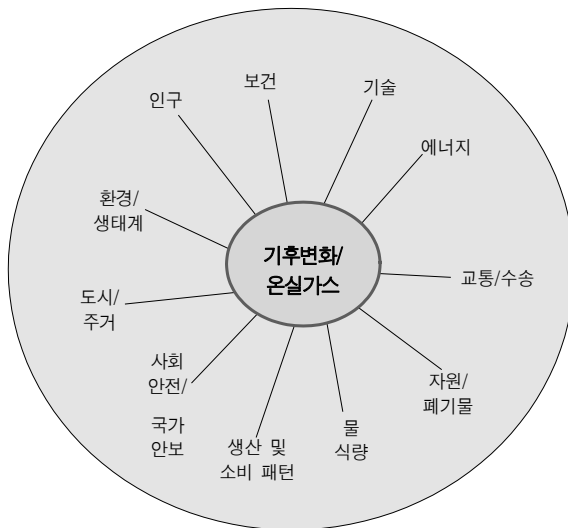 보건
기술
인구
에너지
환경/
생태계
기후변화/
온실가스
교통/수송
도시/
주거
사회
안전/
국가
안보
자원/
폐기물
물
식량
생산 및
소비 패턴